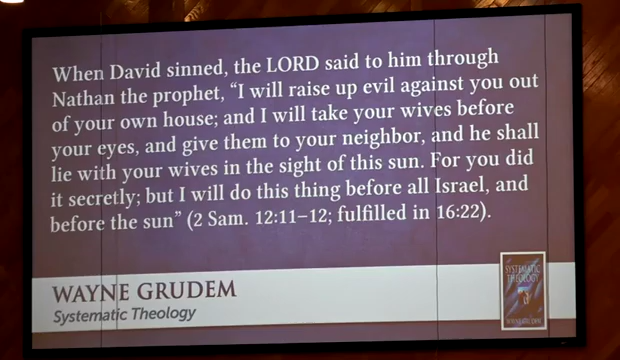 When David sinned, the LORD said to him through
Nathan the prophet, “I will raise up evil against you out
of your own house; and I will take your wives before
your eyes, and give them to your neighbor, and he shall
lie with your wives in the sight of this sun. For you did
it secretly; but I will do this thing before all Israel, and
before the sun” (2 Sam. 12:11–12; fulfilled in 16:22).
WAYNE GRUDEM
Systematic Theology
SYSTEMATIC
THEOLOGY